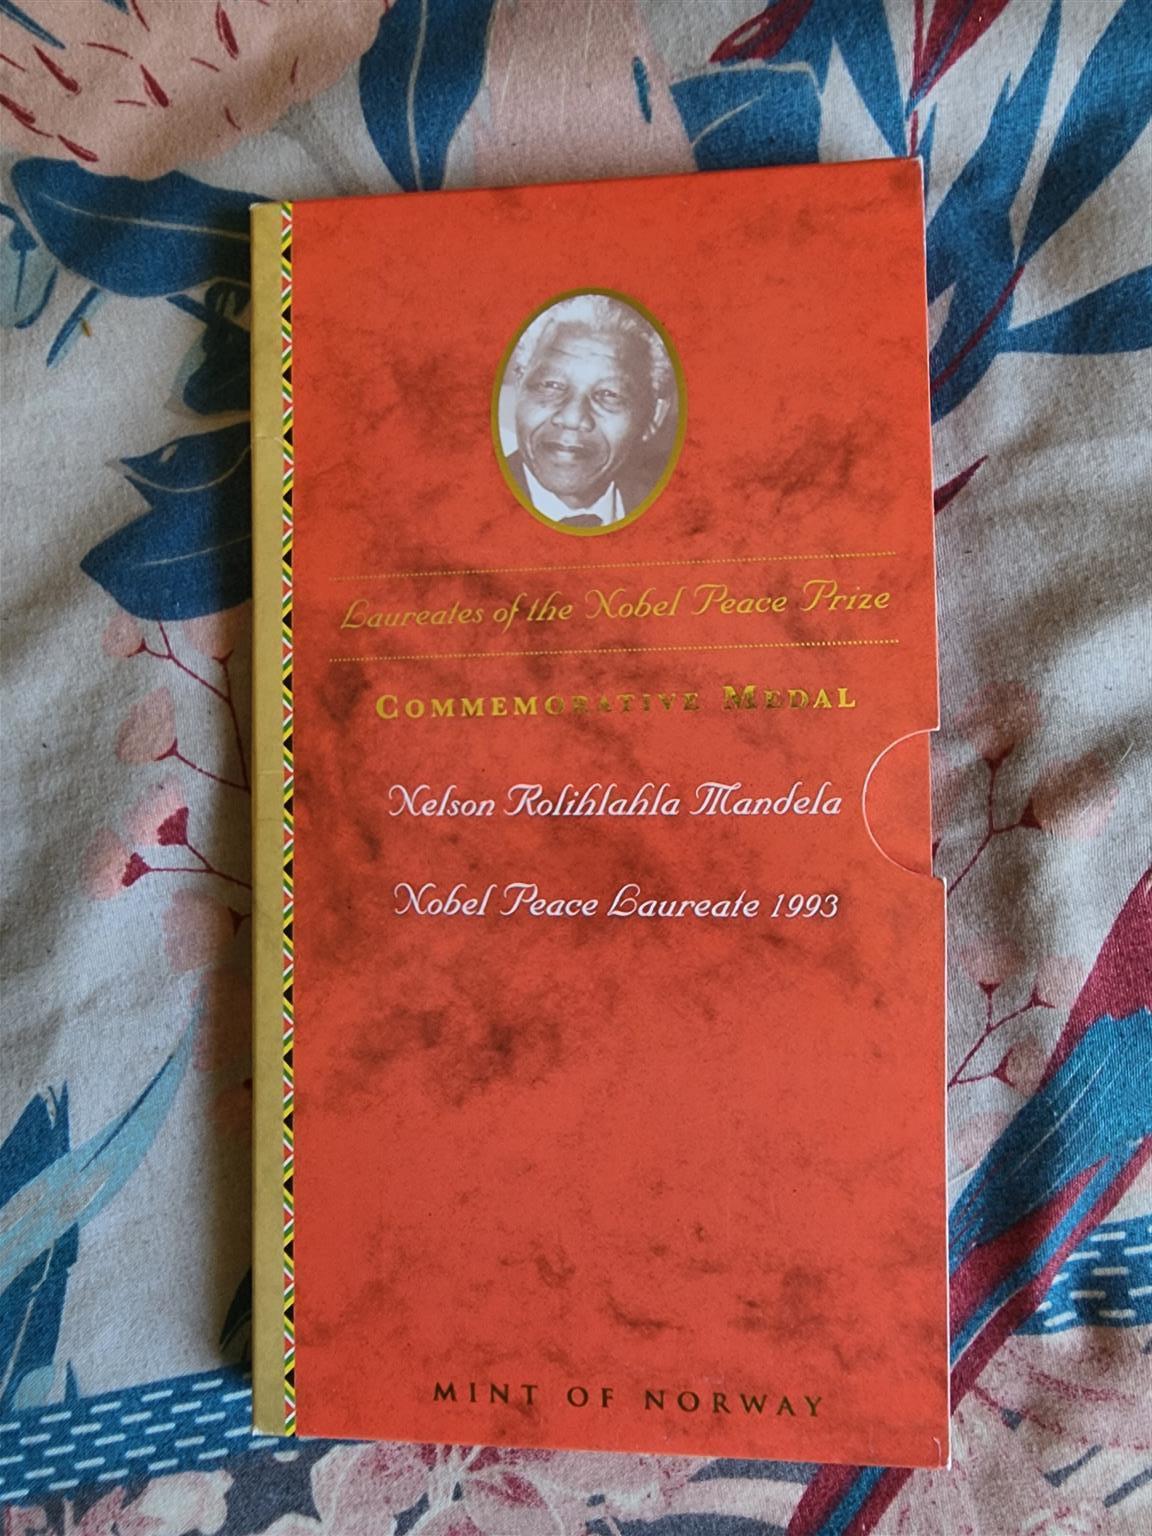 Laureates of the Nobel Peace Prize
COMMEMORATIVE MEDAL
Nelson Rolihlahla Mandela
Nobel Peace Laureate 1993
MINT OF NORWAY